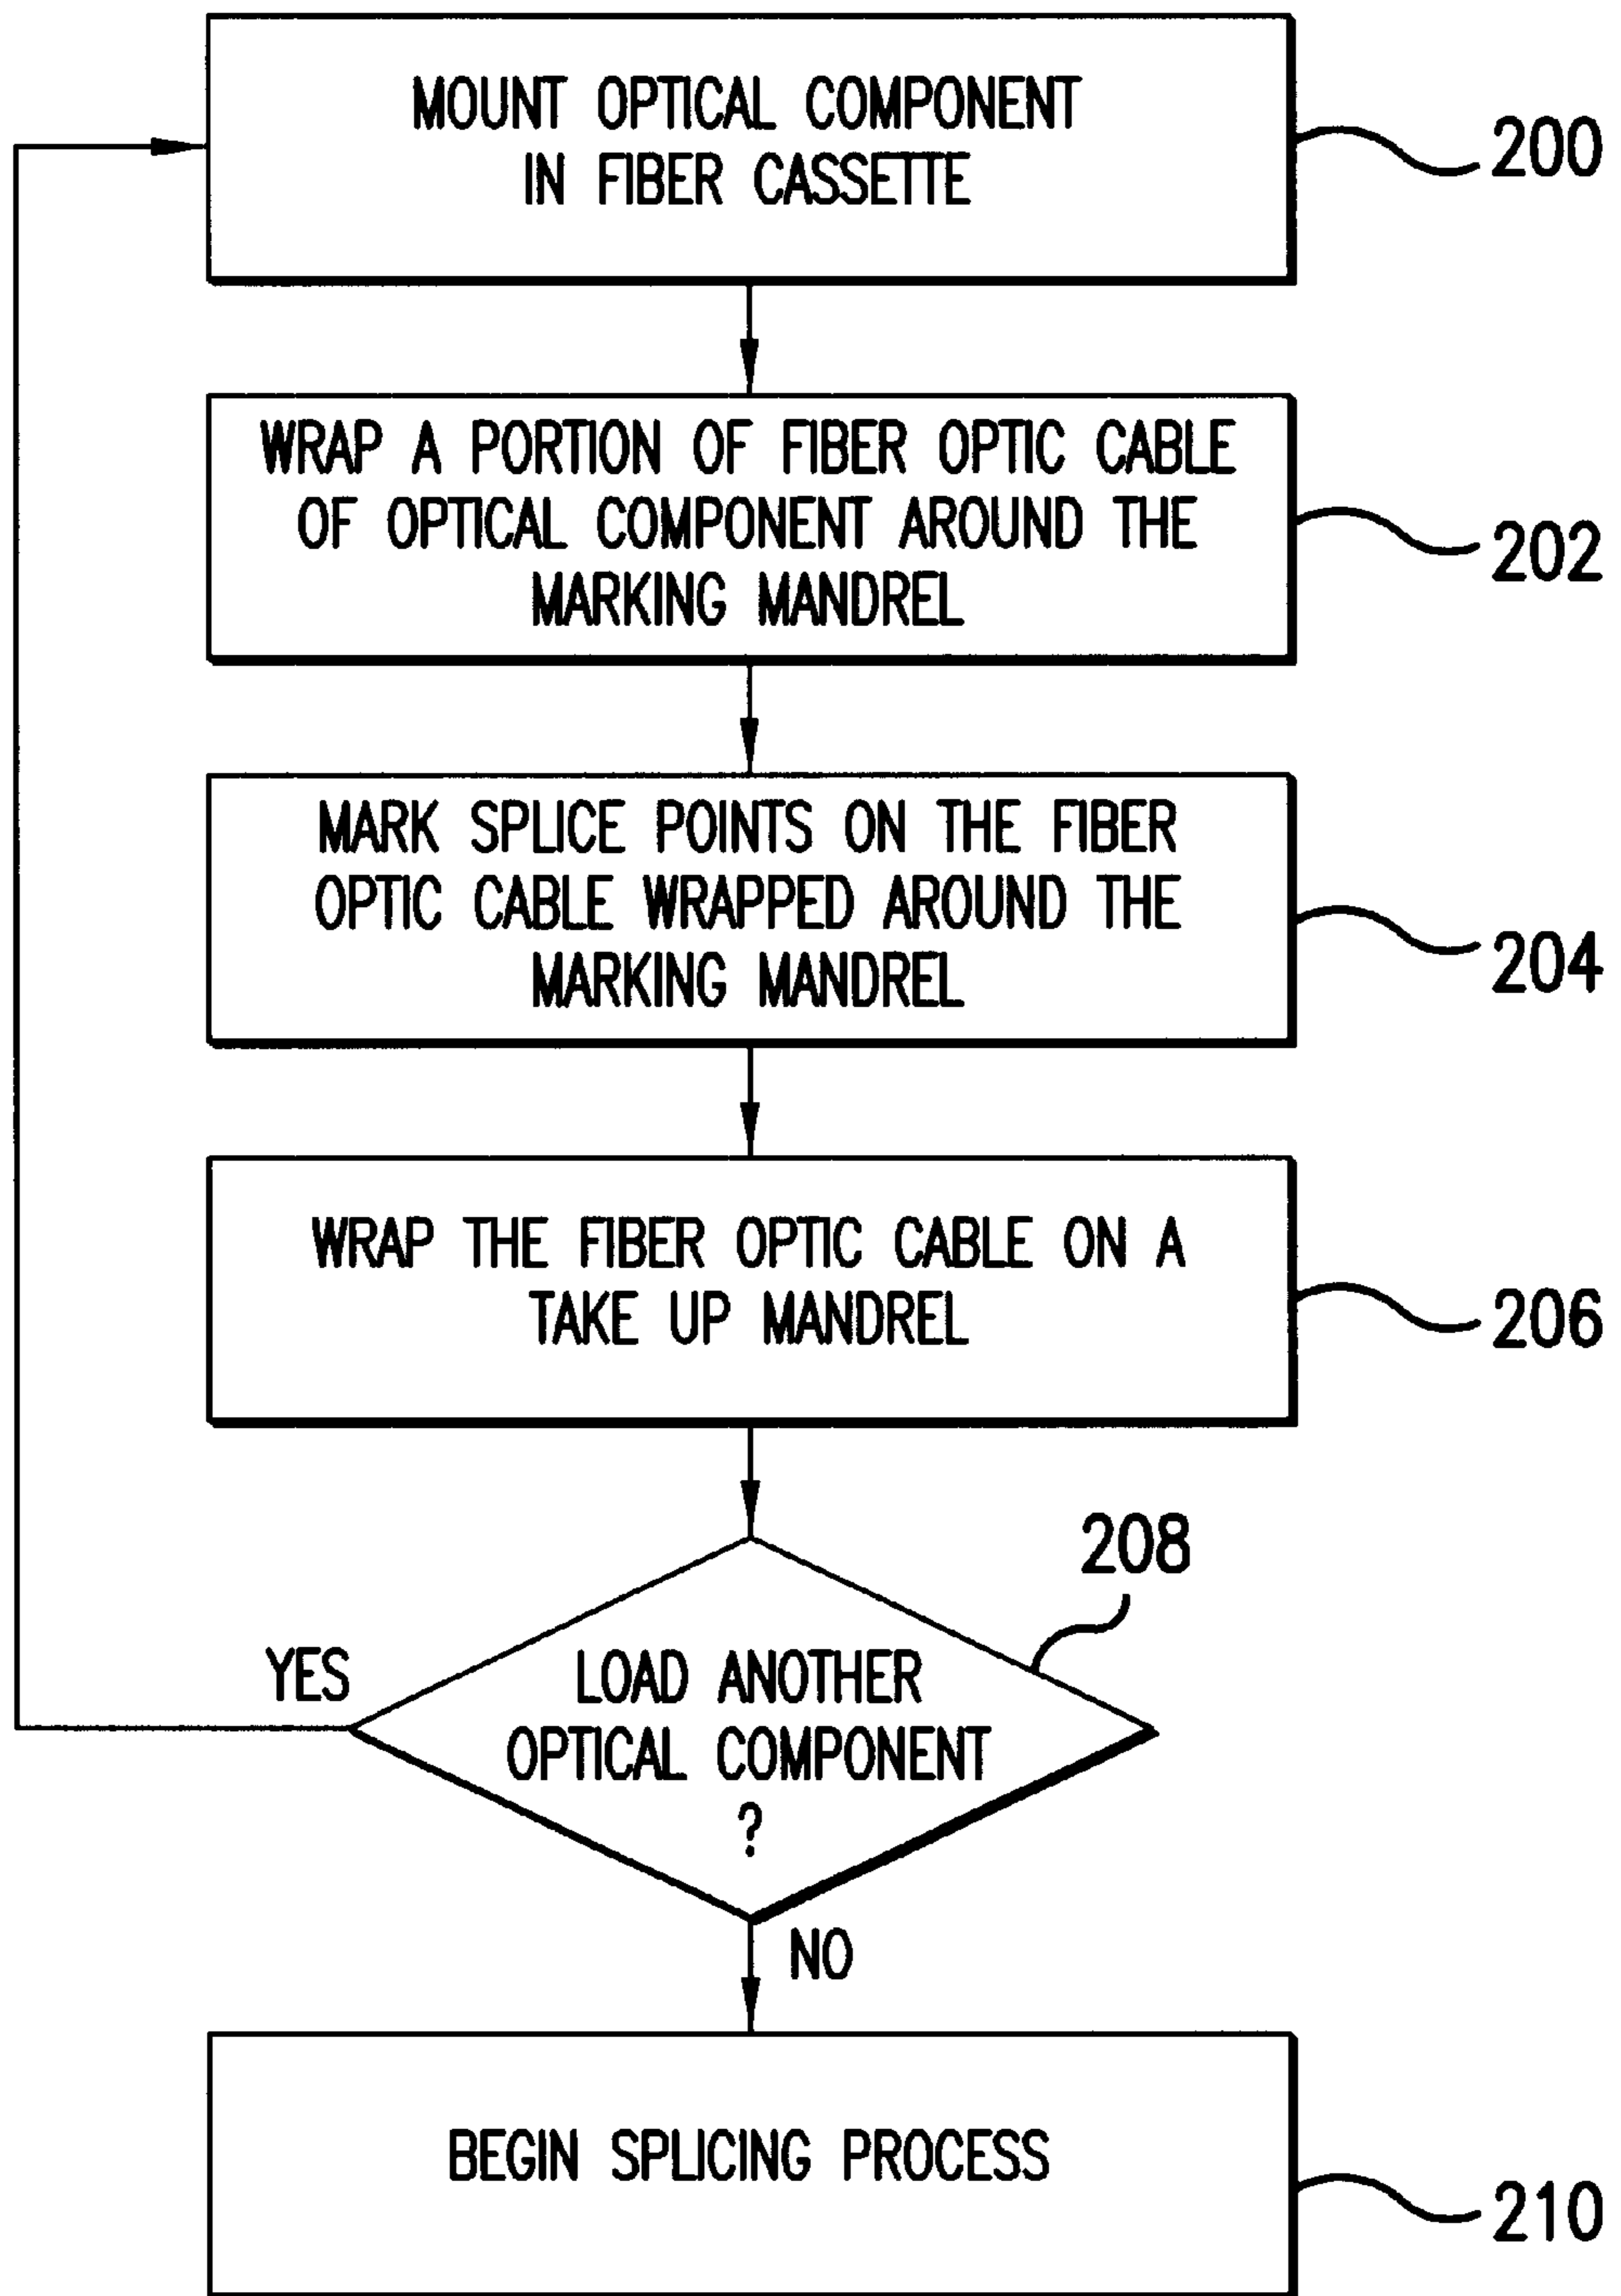 MOUNT OPTICAL COMPONENT
IN FIBER CASSETTE
200
WRAP A PORTION OF FIBER OPTIC CABLE
OF OPTICAL COMPONENT AROUND THE
MARKING MANDREL
202
MARK SPLICE POINTS ON THE FIBER
OPTIC CABLE WRAPPED AROUND THE
MARKING MANDREL
204
WRAP THE FIBER OPTIC CABLE ON A
TAKE UP MANDREL
206
208
YES
LOAD ANOTHER
OPTICAL COMPONENT
?
NO
BEGIN SPLICING PROCESS
210